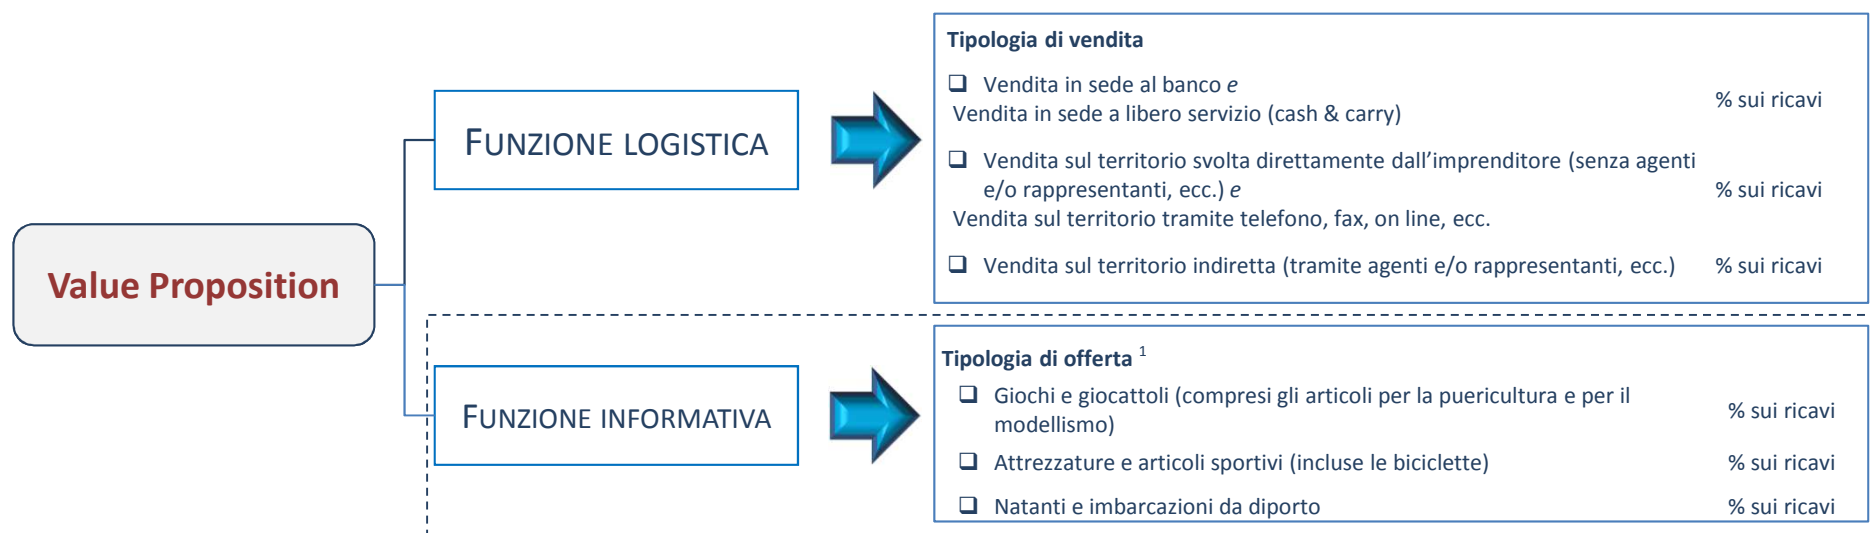 Tipologia di vendita
❑ Vendita in sede al banco e
Vendita in sede a libero servizio (cash & carry)
% sui ricavi
FUNZIONE LOGISTICA
❑ Vendita sul territorio svolta direttamente dall’imprenditore (senza agenti
e/o rappresentanti, ecc.) e
% sui ricavi
Vendita sul territorio tramite telefono, fax, on line, ecc.
❑ Vendita sul territorio indiretta (tramite agenti e/o rappresentanti, ecc.)
% sui ricavi
Value Proposition
Tipologia di offerta 1
❑ Giochi e giocattoli (compresi gli articoli per la puericultura e per il
modellismo)
% sui ricavi
FUNZIONE INFORMATIVA
❑ Attrezzature e articoli sportivi (incluse le biciclette)
% sui ricavi
❑ Natanti e imbarcazioni da diporto
% sui ricavi